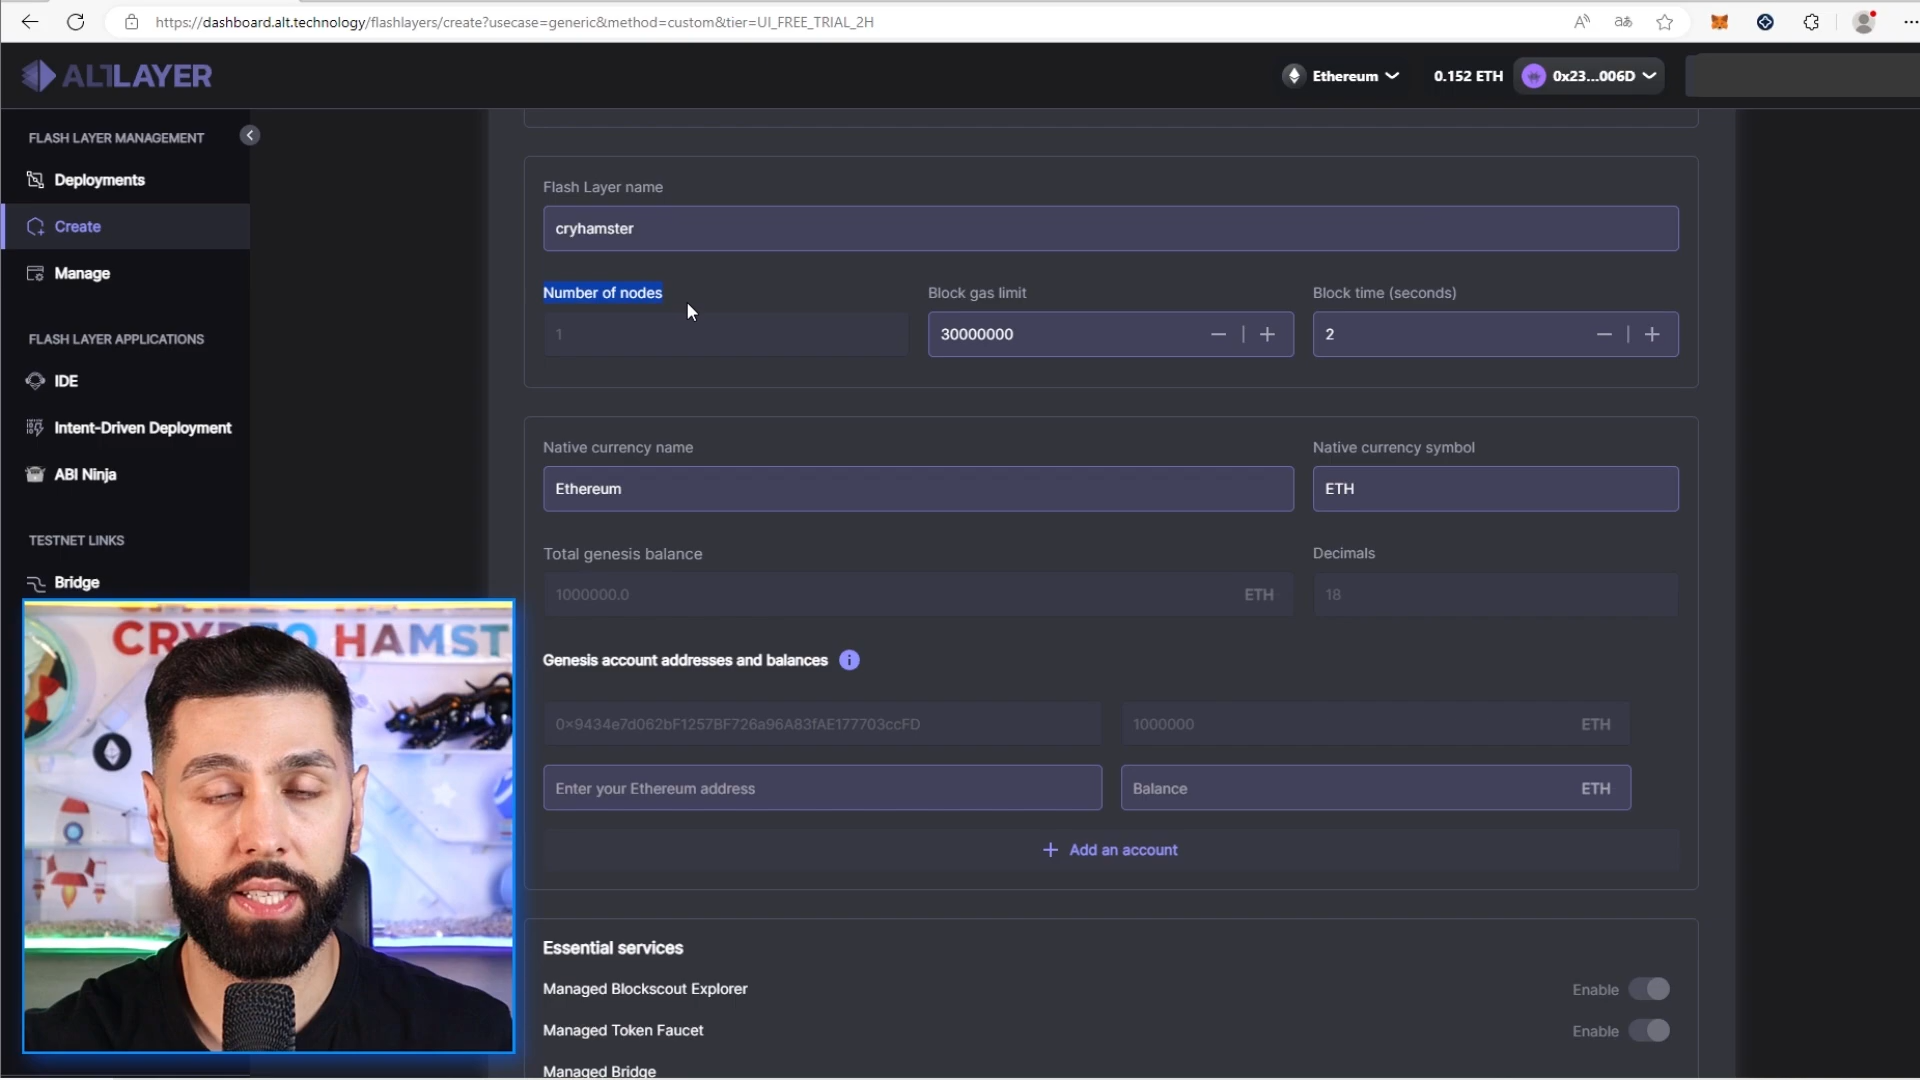 https://dashboard.alt.technology/flashlayers/create?usecase=generic&method=custom&tier=UI_FREE_TRIAL_2H
ALTLAYER
Ethereum
0.152 ETH
0x23...006D
FLASH LAYER MANAGEMENT
Deployments
Create
Manage
FLASH LAYER APPLICATIONS
IDE
Intent-Driven Deployment
ABI Ninja
TESTNET LINKS
Bridge
Flash Layer name
cryhamster
Number of nodes
Block gas limit
Block time (seconds)
1
30000000
2
Native currency name
Native currency symbol
Ethereum
ETH
Total genesis balance
Decimals
1000000.0
ETH
18
Genesis account addresses and balances
0x9434e7d062bF1257BF726a96A83fAE177703ccFD
1000000
ETH
Enter your Ethereum address
Balance
ETH
+ Add an account
Essential services
Managed Blockscout Explorer
Enable
Managed Token Faucet
Enable
Managed Bridge